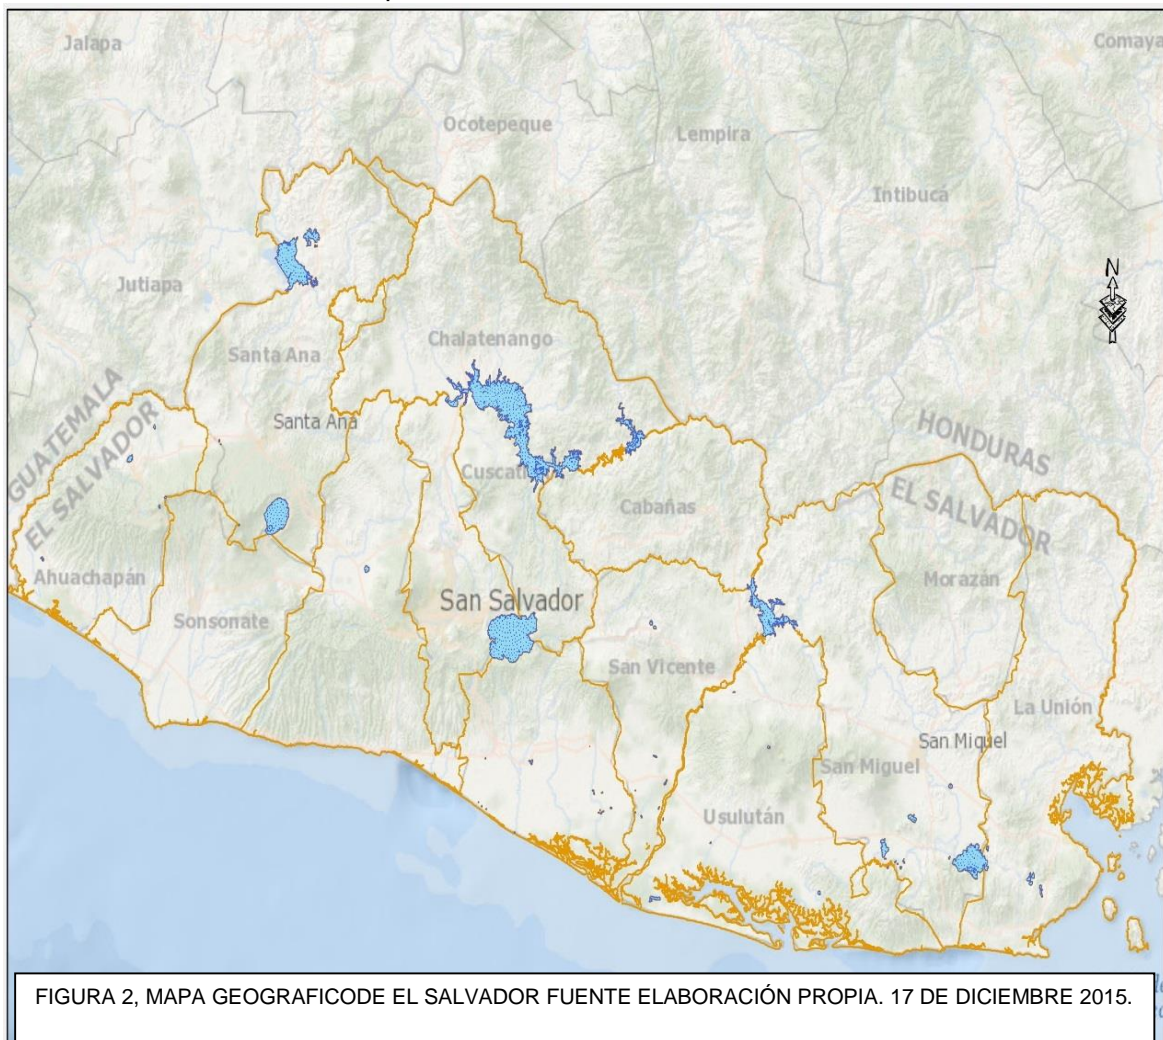 Jalapa
Comaya
Ocotepeque
Lempira
Intibucá
N
Jutiapa
Chalatenango
Santa Ana
GUATEMALA
EL SALVADOR
Santa Ana
HONDURAS
EL SALVADOR
Cuscatl
Cabañas
Ahuachapán
Morazán
San Salvador
Sonsonate
San Vicente
La Unión
San Miguel
San Miguel
Usulután
FIGURA 2, MAPA GEOGRAFICODE EL SALVADOR FUENTE ELABORACIÓN PROPIA. 17 DE DICIEMBRE 2015.